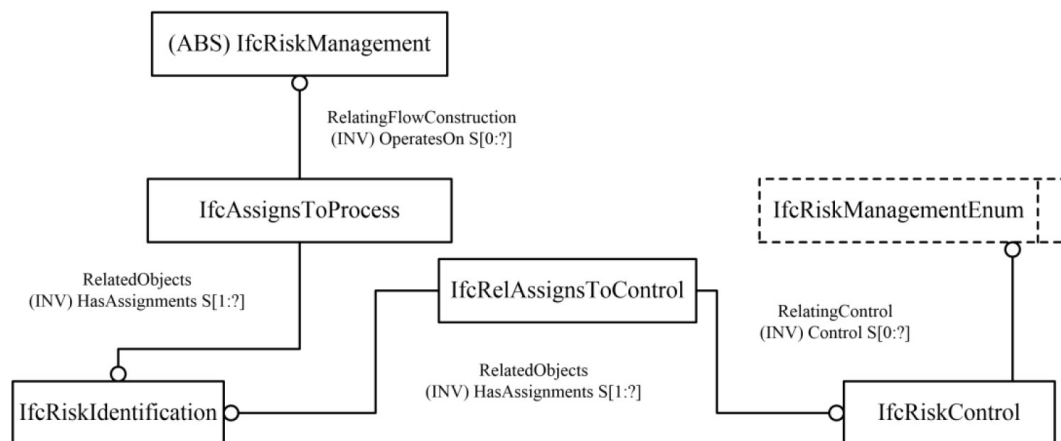 (ABS) IfcRiskManagement
RelatingFlowConstruction
(INV) OperatesOn S[0:?]
IfcAssignsToProcess
IfcRiskManagementEnum
RelatedObjects
(INV) HasAssignments S[1:?]
IfcRelAssignsToControl
RelatingControl
(INV) Control S[0:?]
RelatedObjects
(INV) HasAssignments S[1:?]
IfcRiskIdentification
IfcRiskControl